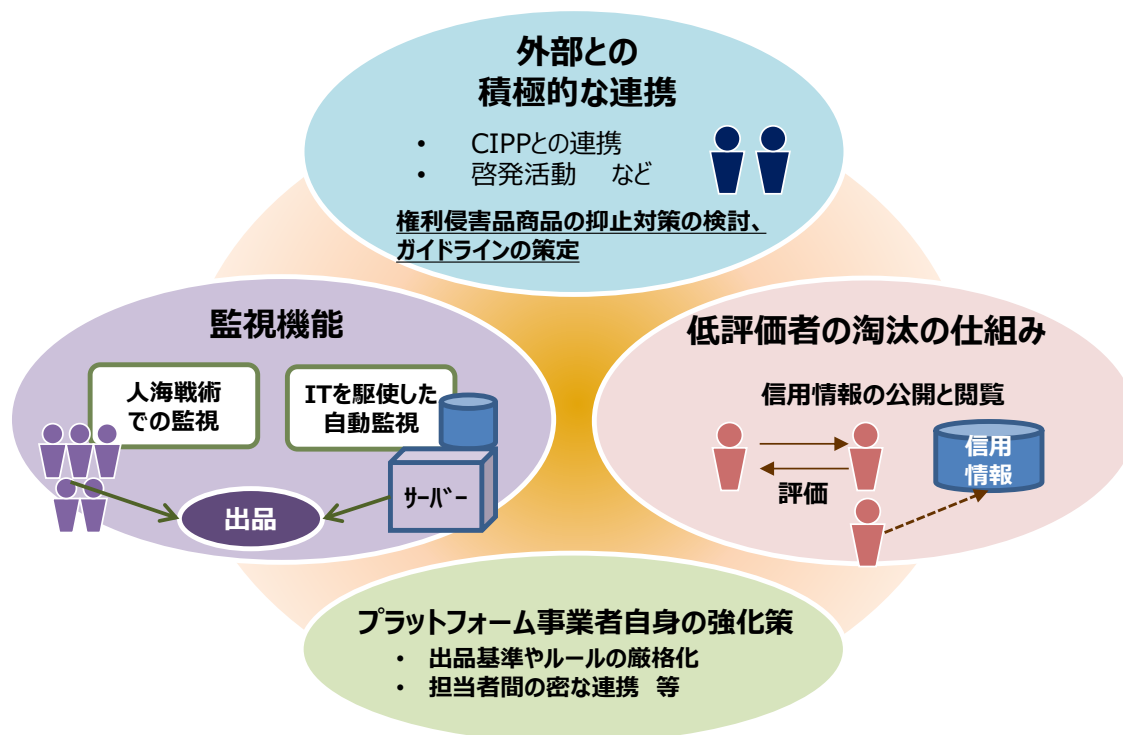 外部との
積極的な連携
• CIPPとの連携
• 啓発活動 など
権利侵害品商品の抑止対策の検討、
ガイドラインの策定
監視機能
人海戦術
での監視
ITを駆使した
自動監視
サーバー
出品
低評価者の淘汰の仕組み
信用情報の公開と閲覧
評価
信用
情報
プラットフォーム事業者自身の強化策
• 出品基準やルールの厳格化
• 担当者間の密な連携 等